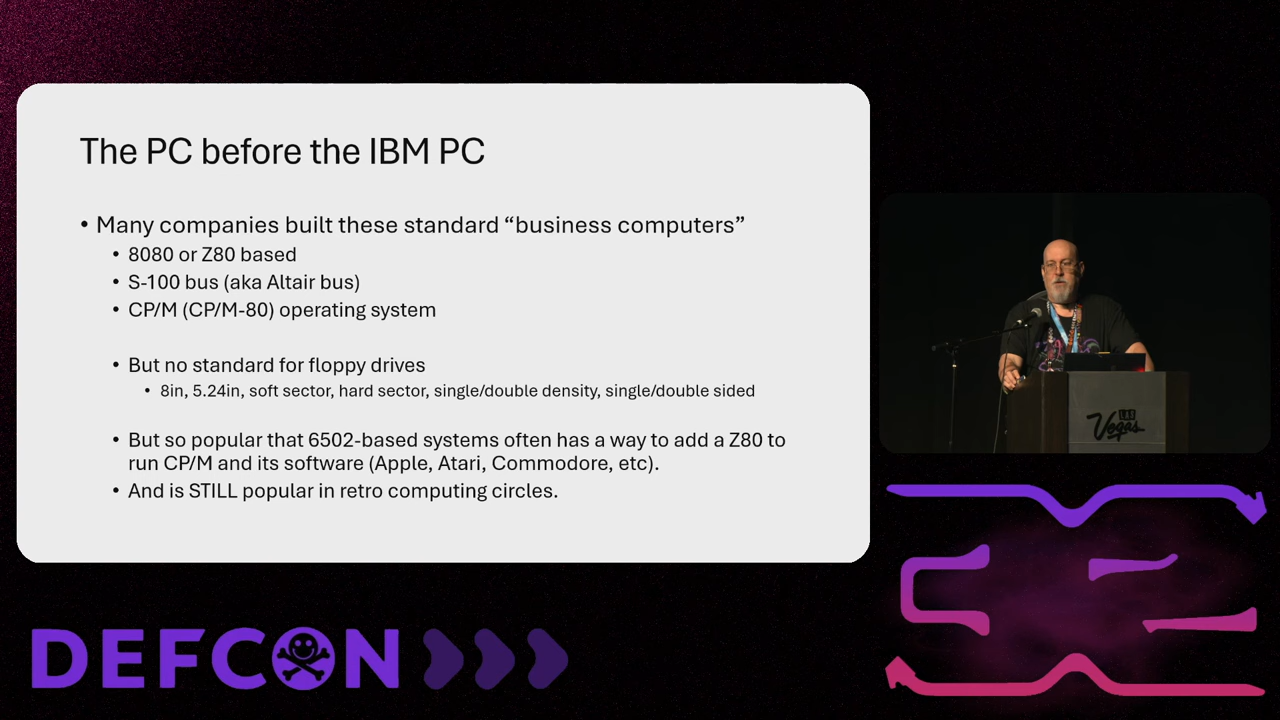 The PC before the IBM PC
• Many companies built these standard “business computers”
• 8080 or Z80 based
• S-100 bus (aka Altair bus)
• CP/M (CP/M-80) operating system
• But no standard for floppy drives
• 8in, 5.24in, soft sector, hard sector, single/double density, single/double sided
• But so popular that 6502-based systems often has a way to add a Z80 to
run CP/M and its software (Apple, Atari, Commodore, etc).
• And is STILL popular in retro computing circles.
Vegas
DEFCON